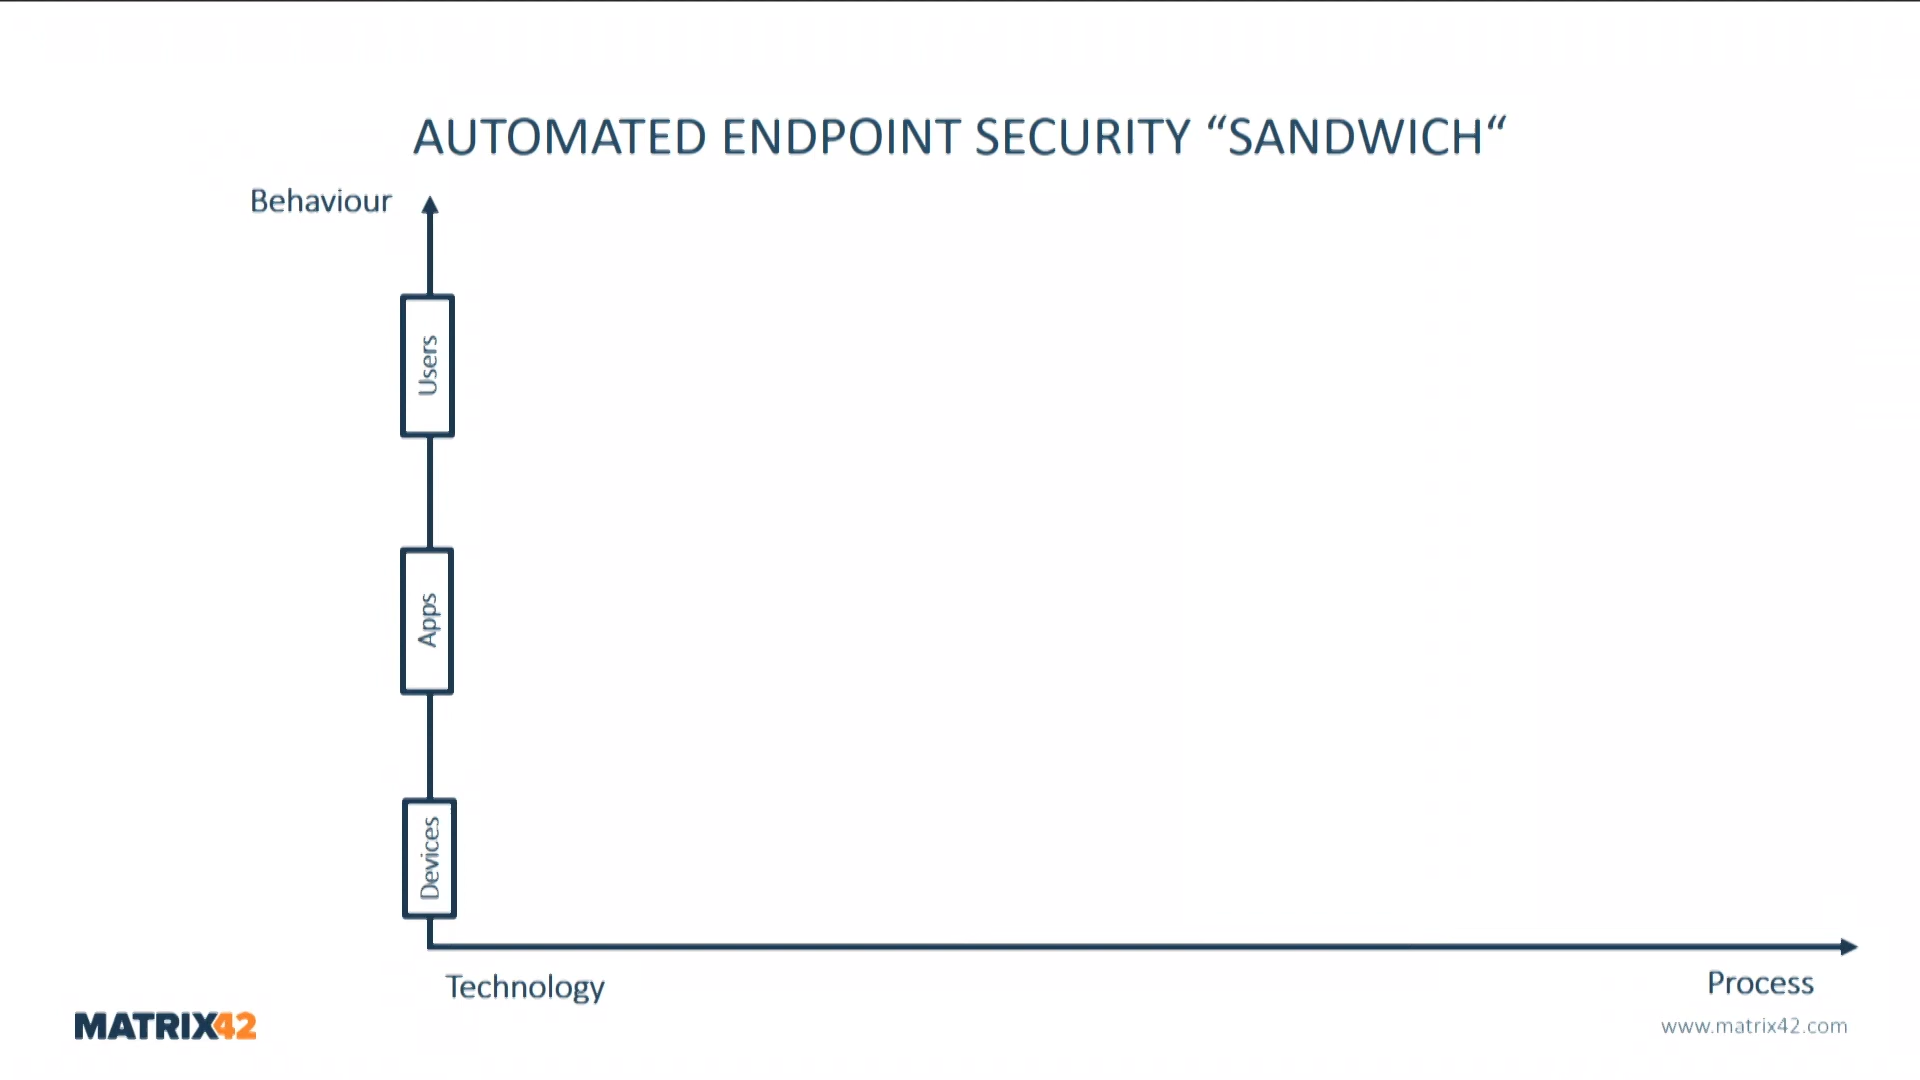 AUTOMATED ENDPOINT SECURITY “SANDWICH“
Behaviour
Users
Apps
Devices
Technology
Process
MATRIX42
www.matrix42.com